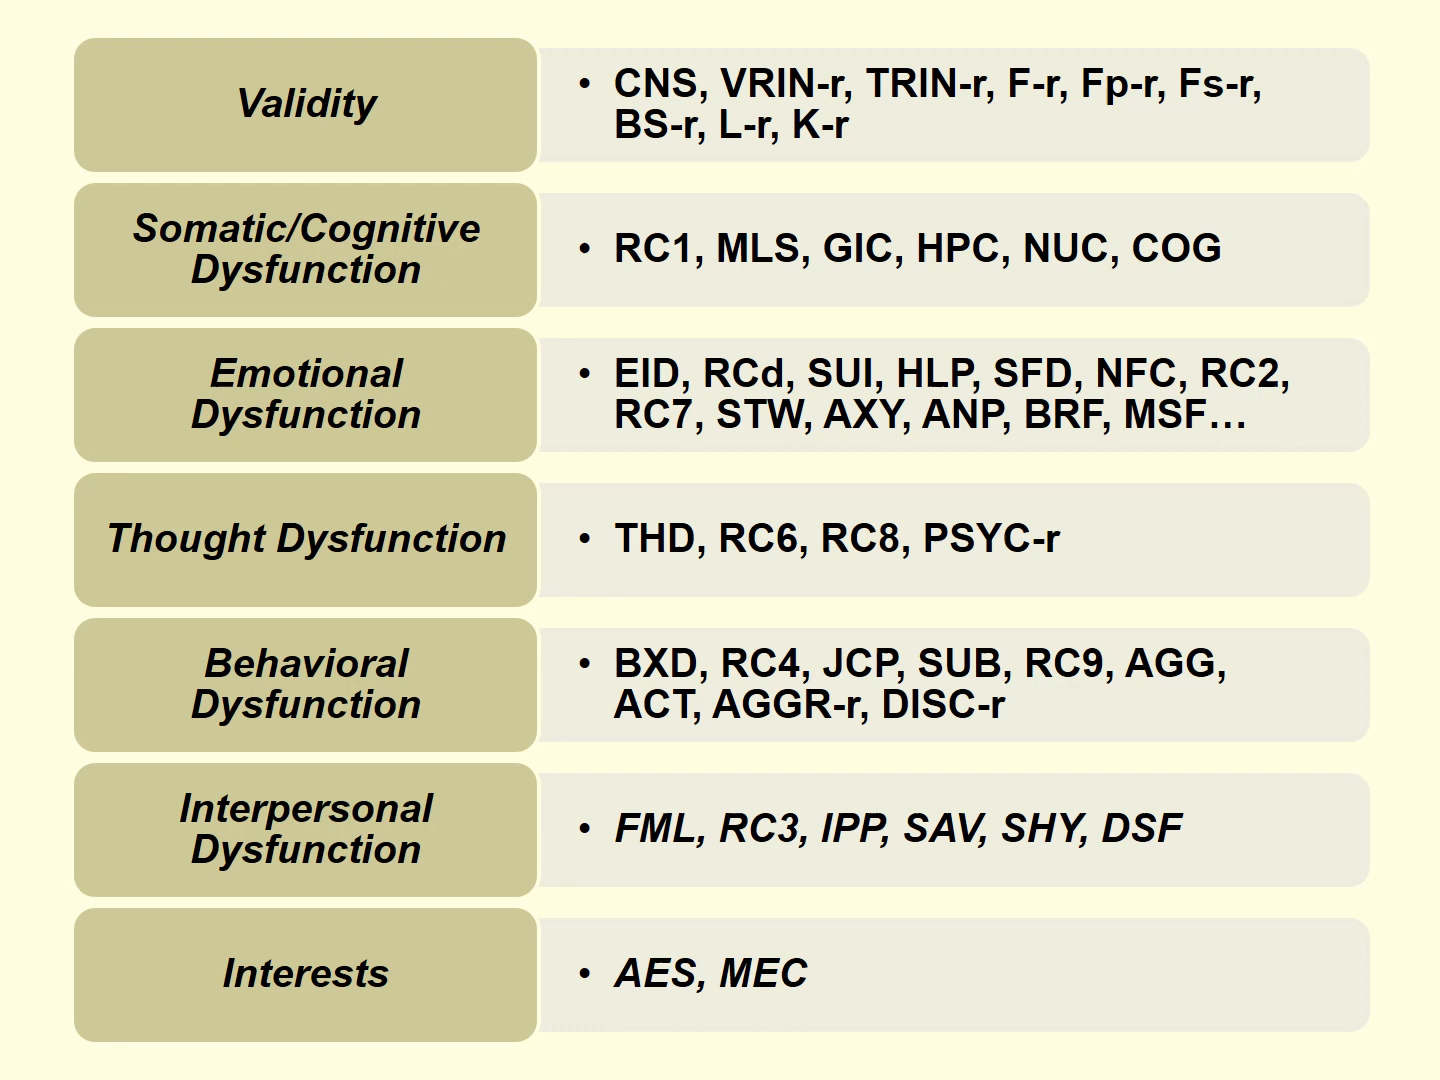 Validity
• CNS, VRIN-r, TRIN-r, F-r, Fp-r, Fs-r,
BS-r, L-r, K-r
Somatic/Cognitive
Dysfunction
• RC1, MLS, GIC, HPC, NUC, COG
Emotional
Dysfunction
• EID, RCd, SUI, HLP, SFD, NFC, RC2,
RC7, STW, AXY, ANP, BRF, MSF…
Thought Dysfunction
• THD, RC6, RC8, PSYC-r
Behavioral
Dysfunction
• BXD, RC4, JCP, SUB, RC9, AGG,
ACT, AGGR-r, DISC-r
Interpersonal
Dysfunction
• FML, RC3, IPP, SAV, SHY, DSF
Interests
• AES, MEC